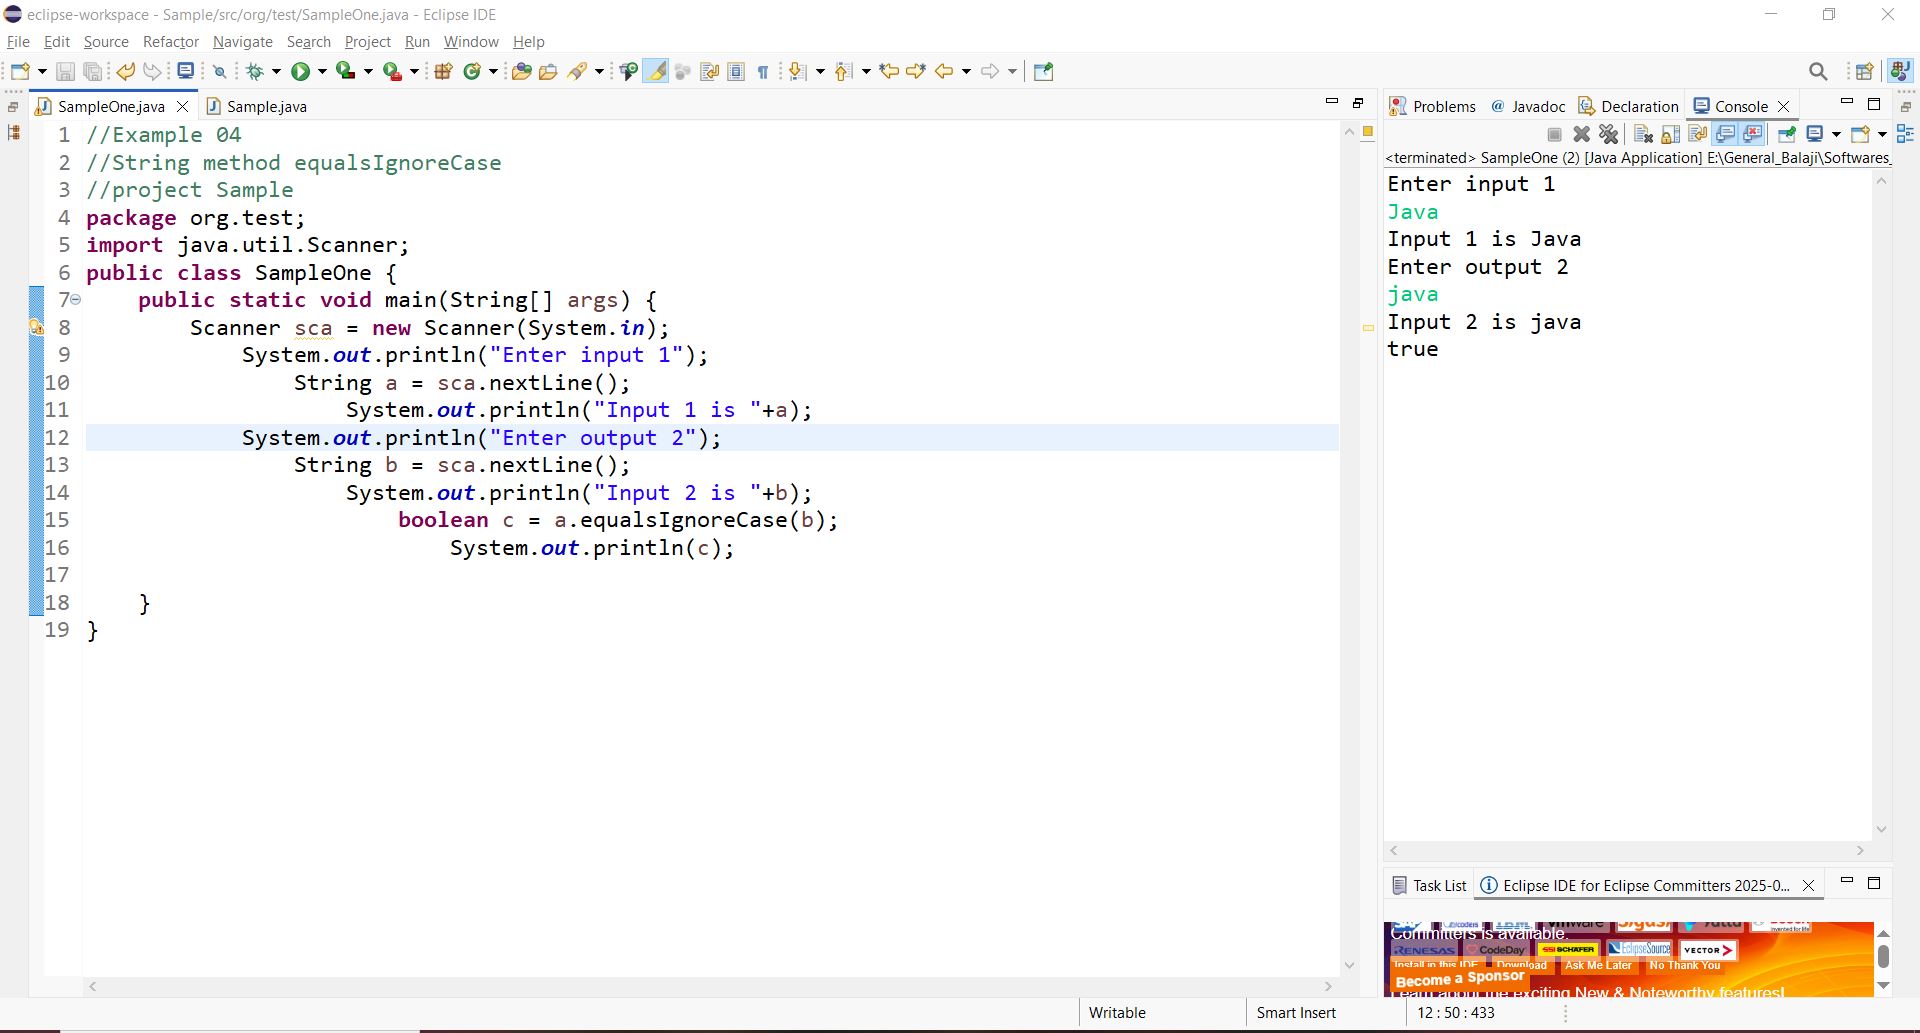 eclipse-workspace - Sample/src/org/test/SampleOne.java - Eclipse IDE
File Edit Source Refactor Navigate Search Project Run Window Help
SampleOne.java Sample.java
1 //Example 04
2 //String method equalsIgnoreCase
3 //project Sample
4 package org.test;
5 import java.util.Scanner;
6 public class SampleOne {
7 public static void main(String[] args) {
8 Scanner sca = new Scanner(System.in);
9 System.out.println("Enter input 1");
10 String a = sca.nextLine();
11 System.out.println("Input 1 is "+a);
12 System.out.println("Enter output 2");
13 String b = sca.nextLine();
14 System.out.println("Input 2 is "+b);
15 boolean c = a.equalsIgnoreCase(b);
16 System.out.println(c);
17
18 }
19 }
Problems @ Javadoc Declaration Console
<terminated> SampleOne (2) [Java Application] E:\General_Balaji\Softwares_
Enter input 1
Java
Input 1 is Java
Enter output 2
java
Input 2 is java
true
Task List Eclipse IDE for Eclipse Committers 2025-0...
Committers is available.
RENESAS CodeDay SSI SCHÄFER EclipseSource VECTOR
Install in this IDE Download Ask Me Later No Thank You
Become a Sponsor
Learn about the exciting New & Noteworthy features!
Writable Smart Insert 12 : 50 : 433